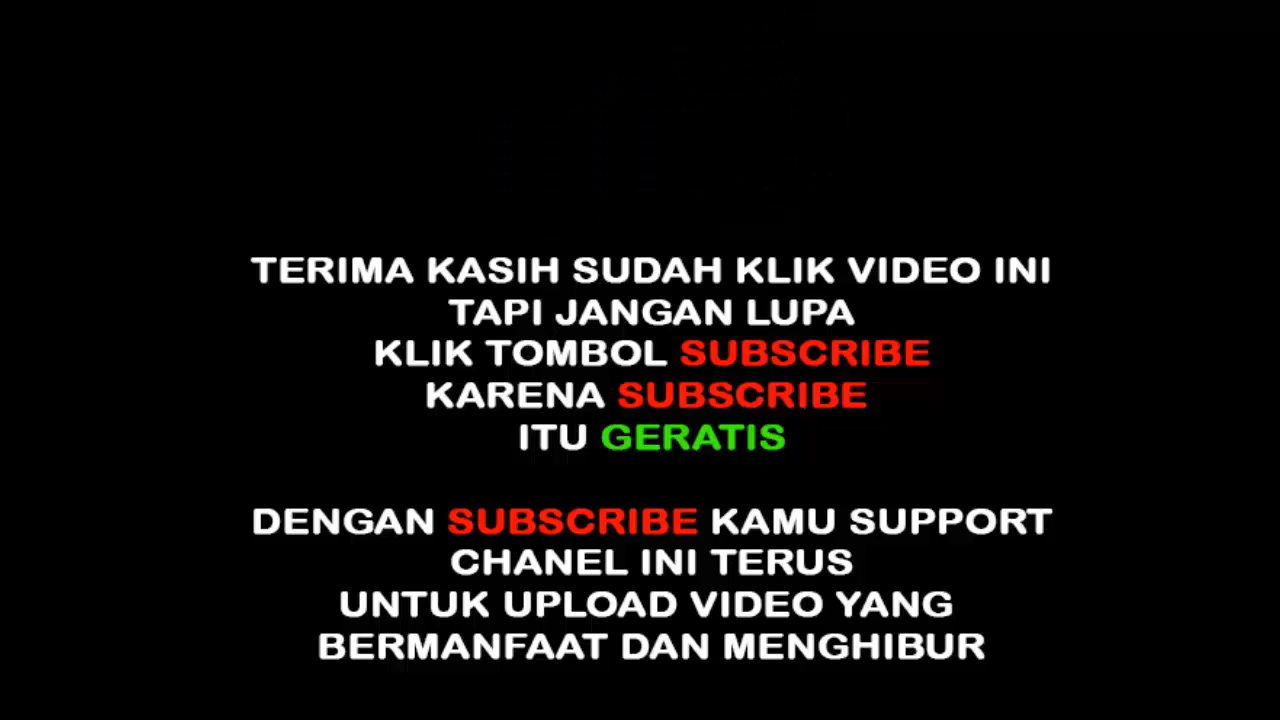 TERIMA KASIH SUDAH KLIK VIDEO INI
TAPI JANGAN LUPA
KLIK TOMBOL SUBSCRIBE
KARENA SUBSCRIBE
ITU GERATIS
DENGAN SUBSCRIBE KAMU SUPPORT
CHANEL INI TERUS
UNTUK UPLOAD VIDEO YANG
BERMANFAAT DAN MENGHIBUR